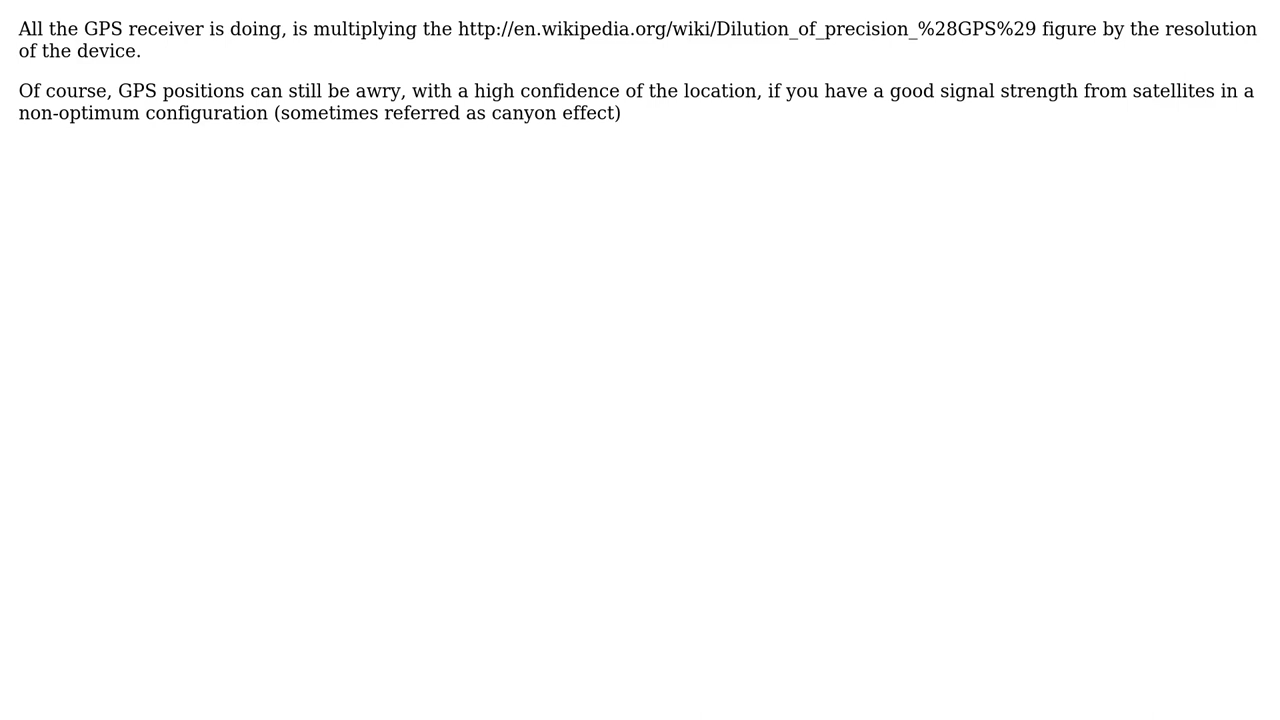 All the GPS receiver is doing, is multiplying the http://en.wikipedia.org/wiki/Dilution_of_precision_%28GPS%29 figure by the resolution
of the device.
Of course, GPS positions can still be awry, with a high confidence of the location, if you have a good signal strength from satellites in a
non-optimum configuration (sometimes referred as canyon effect)